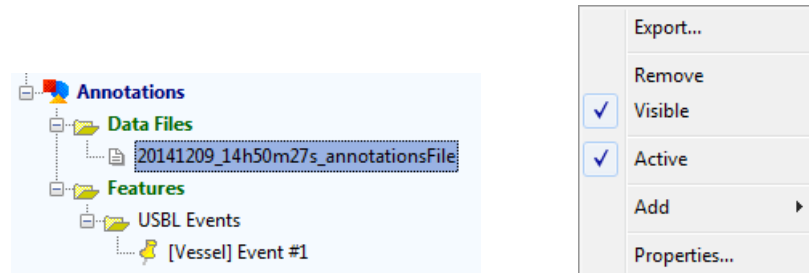 Annotations
Data Files
20141209_14h50m27s_annotationsFile
Features
USBL Events
[Vessel] Event #1
Export...
Remove
Visible
Active
Add
Properties...